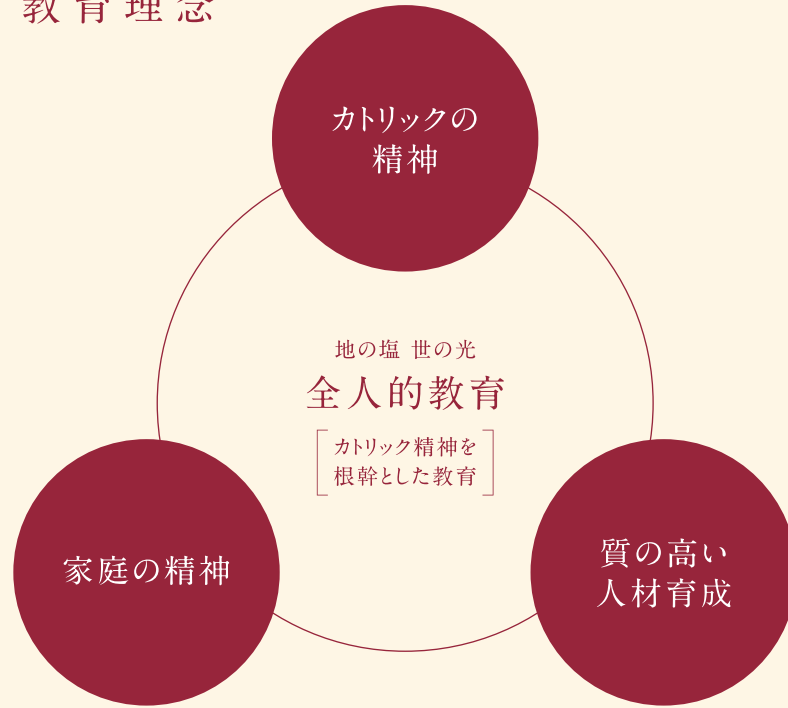 教育理念
カトリックの
精神
地の塩 世の光
全人的教育
カトリック精神を
根幹とした教育
家庭の精神
質の高い
人材育成